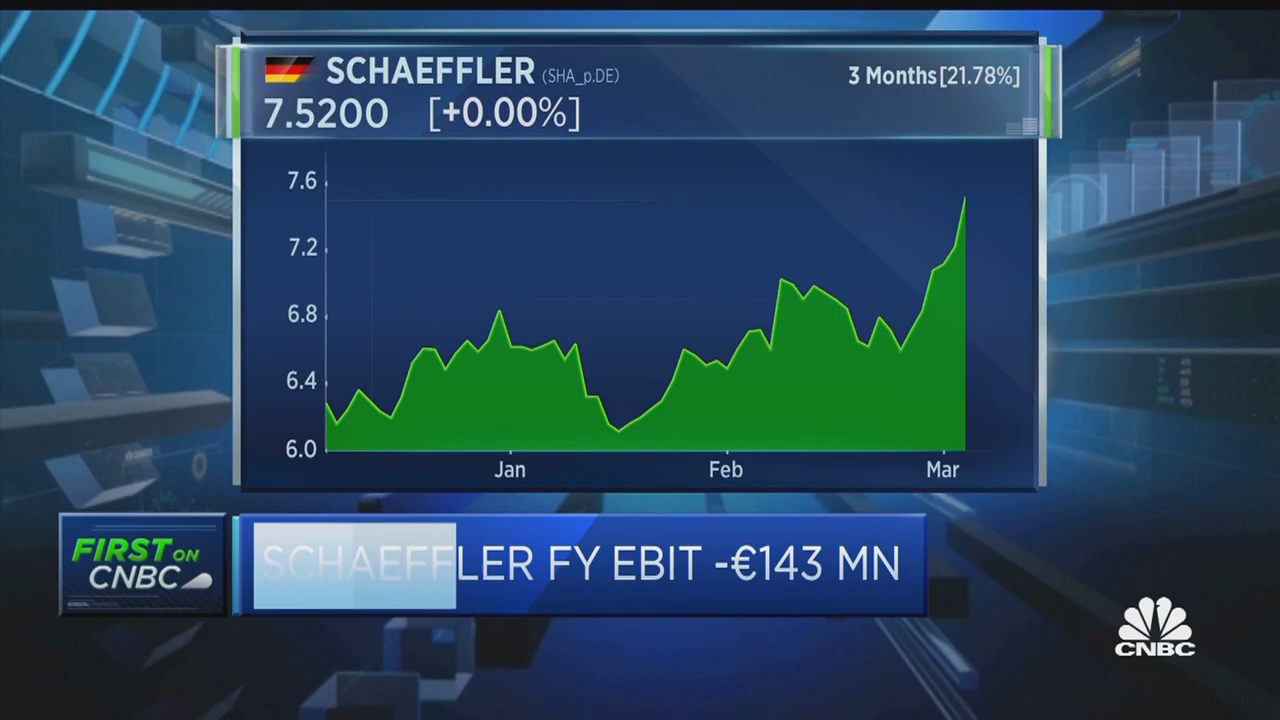 SCHAEFFLER (SHA_p.DE)
3 Months [21.78%]
7.5200 [+0.00%]
7.6
7.2
6.8
6.4
6.0
Jan Feb Mar
FIRST ON
CNBC
SCHAEFFLER FY EBIT -€143 MN
CNBC